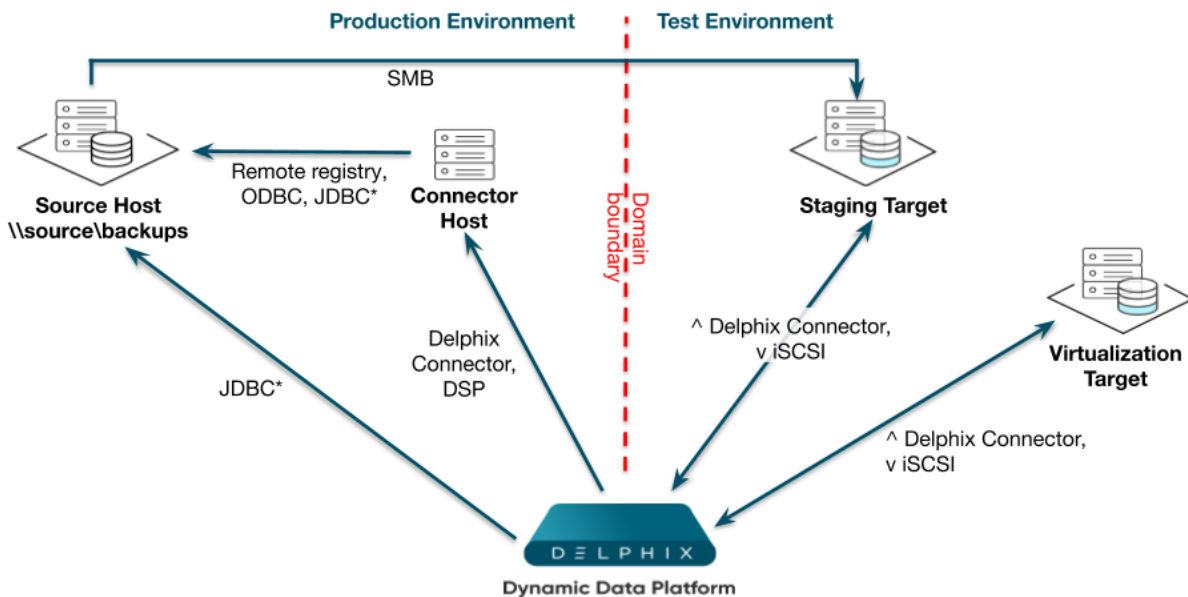 Production Environment
Test Environment
SMB
Remote registry,
ODBC, JDBC*
Source Host
\\source\backups
Connector
Host
Domain
boundary
Staging Target
^ Delphix Connector,
v iSCSI
Virtualization
Target
Delphix
Connector,
DSP
JDBC*
^ Delphix Connector,
v iSCSI
DELPHIX
Dynamic Data Platform